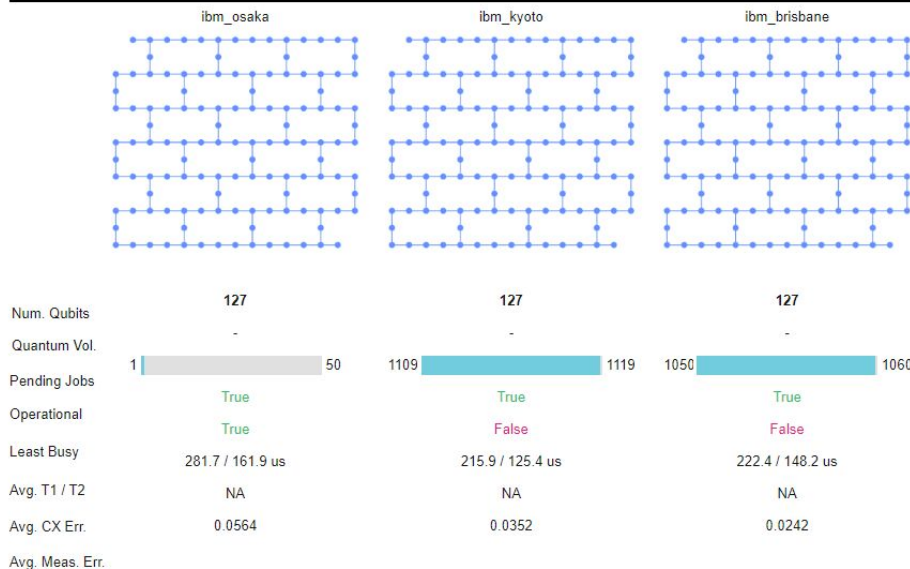 ibm_osaka ibm_kyoto ibm_brisbane
Num. Qubits 127 127 127
Quantum Vol. - - -
Pending Jobs 1 50 1109 1119 1050 1060
Operational True True True
Least Busy True False False
Avg. T1 / T2 281.7 / 161.9 us 215.9 / 125.4 us 222.4 / 148.2 us
Avg. CX Err. NA NA NA
Avg. Meas. Err. 0.0564 0.0352 0.0242